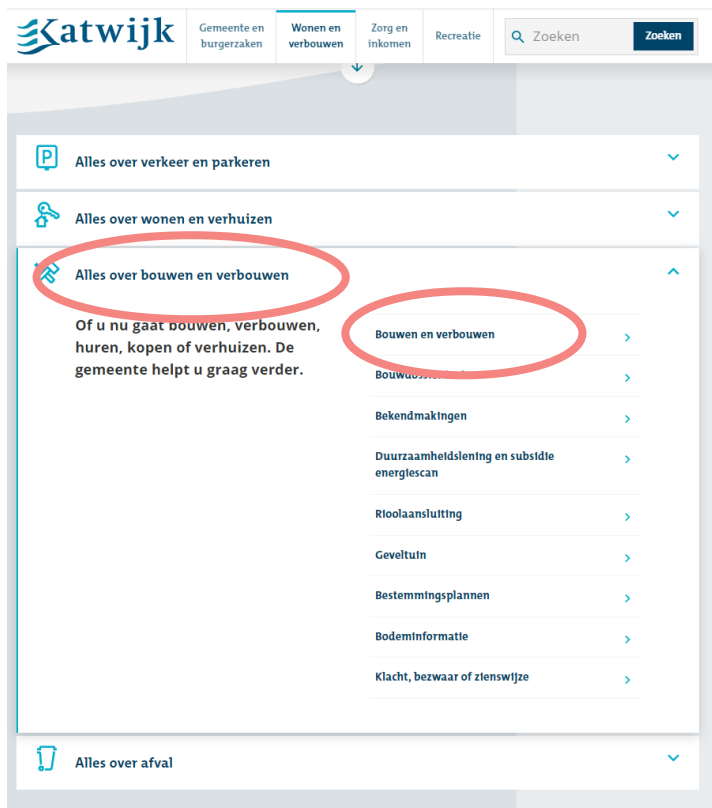 Katwijk
Gemeente en
burgerzaken
Wonen en
verbouwen
Zorg en
inkomen
Recreatie
Zoeken
Zoeken
P
Alles over verkeer en parkeren
Alles over wonen en verhuizen
Alles over bouwen en verbouwen
Of u nu gaat bouwen, verbouwen,
huren, kopen of verhuizen. De
gemeente helpt u graag verder.
Bouwen en verbouwen
Bekendmakingen
Duurzaamheidslening en subsidie
energiescan
Rioolaansluiting
Geveltuin
Bestemmingsplannen
Bodeminformatie
Klacht, bezwaar of zienswijze
Alles over afval